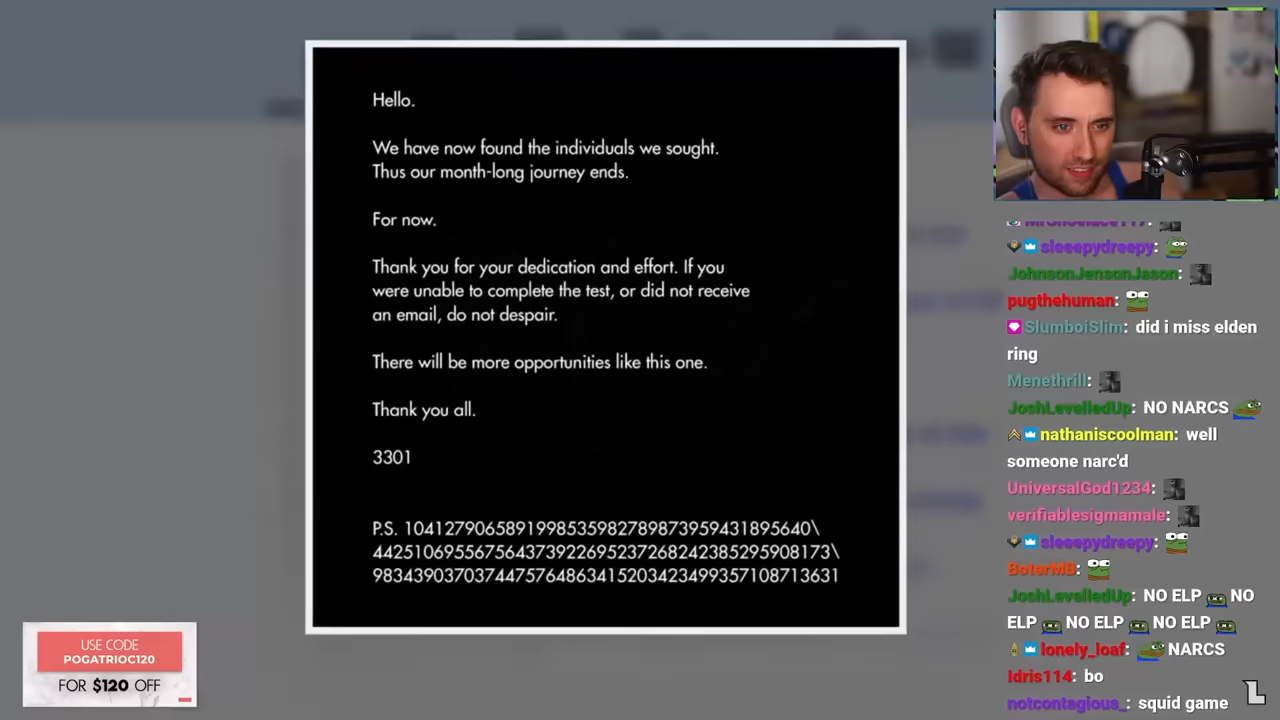 Hello.
We have now found the individuals we sought.
Thus our month-long journey ends.
For now.
Thank you for your dedication and effort. If you
were unable to complete the test, or did not receive
an email, do not despair.
There will be more opportunities like this one.
Thank you all.
3301
P.S. 1041279065891998535982789873959431895640\
442510695567564373922695237268242385295908173\
9834390370374475764863415203423499357108713631
sleeepydreepy:
JohnsonJensonJason:
pugthehuman:
SlumboiSlim: did i miss elden
ring
Menethrill:
JoshLevelledUp: NO NARCS
nathaniscoolman: well
someone narc'd
UniversalGod1234:
verifiablesigmamale:
sleeepydreepy:
BoterMB:
JoshLevelledUp: NO ELP NO
ELP NO ELP NO ELP
lonely_loaf: NARCS
Idris114: bo
notcontagious_: squid game
USE CODE
POGATRIOC120
FOR $120 OFF